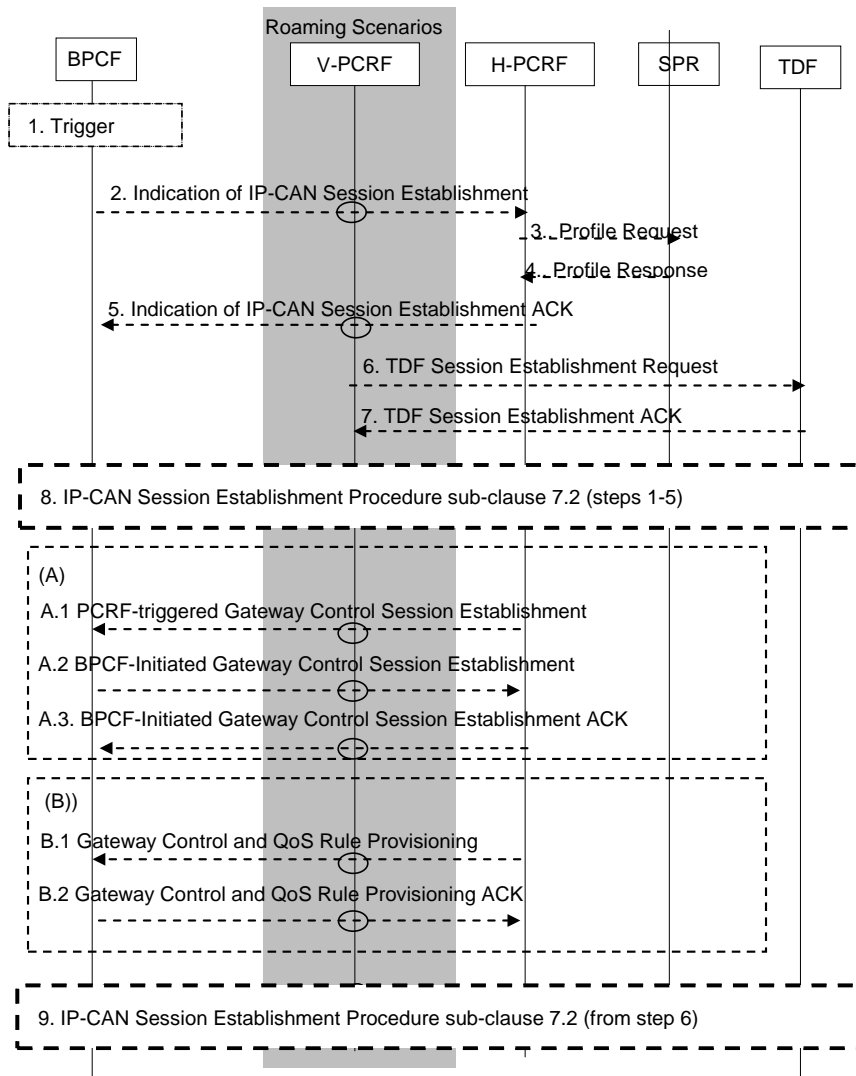 Roaming Scenarios
BPCF
V-PCRF
H-PCRF
SPR
TDF
1. Trigger
2. Indication of IP-CAN Session Establishment
3.. Profile Request
4.. Profile Response
5. Indication of IP-CAN Session Establishment ACK
6. TDF Session Establishment Request
7. TDF Session Establishment ACK
8. IP-CAN Session Establishment Procedure sub-clause 7.2 (steps 1-5)
(A)
A.1 PCRF-triggered Gateway Control Session Establishment
A.2 BPCF-Initiated Gateway Control Session Establishment
A.3. BPCF-Initiated Gateway Control Session Establishment ACK
(B))
B.1 Gateway Control and QoS Rule Provisioning
B.2 Gateway Control and QoS Rule Provisioning ACK
9. IP-CAN Session Establishment Procedure sub-clause 7.2 (from step 6)